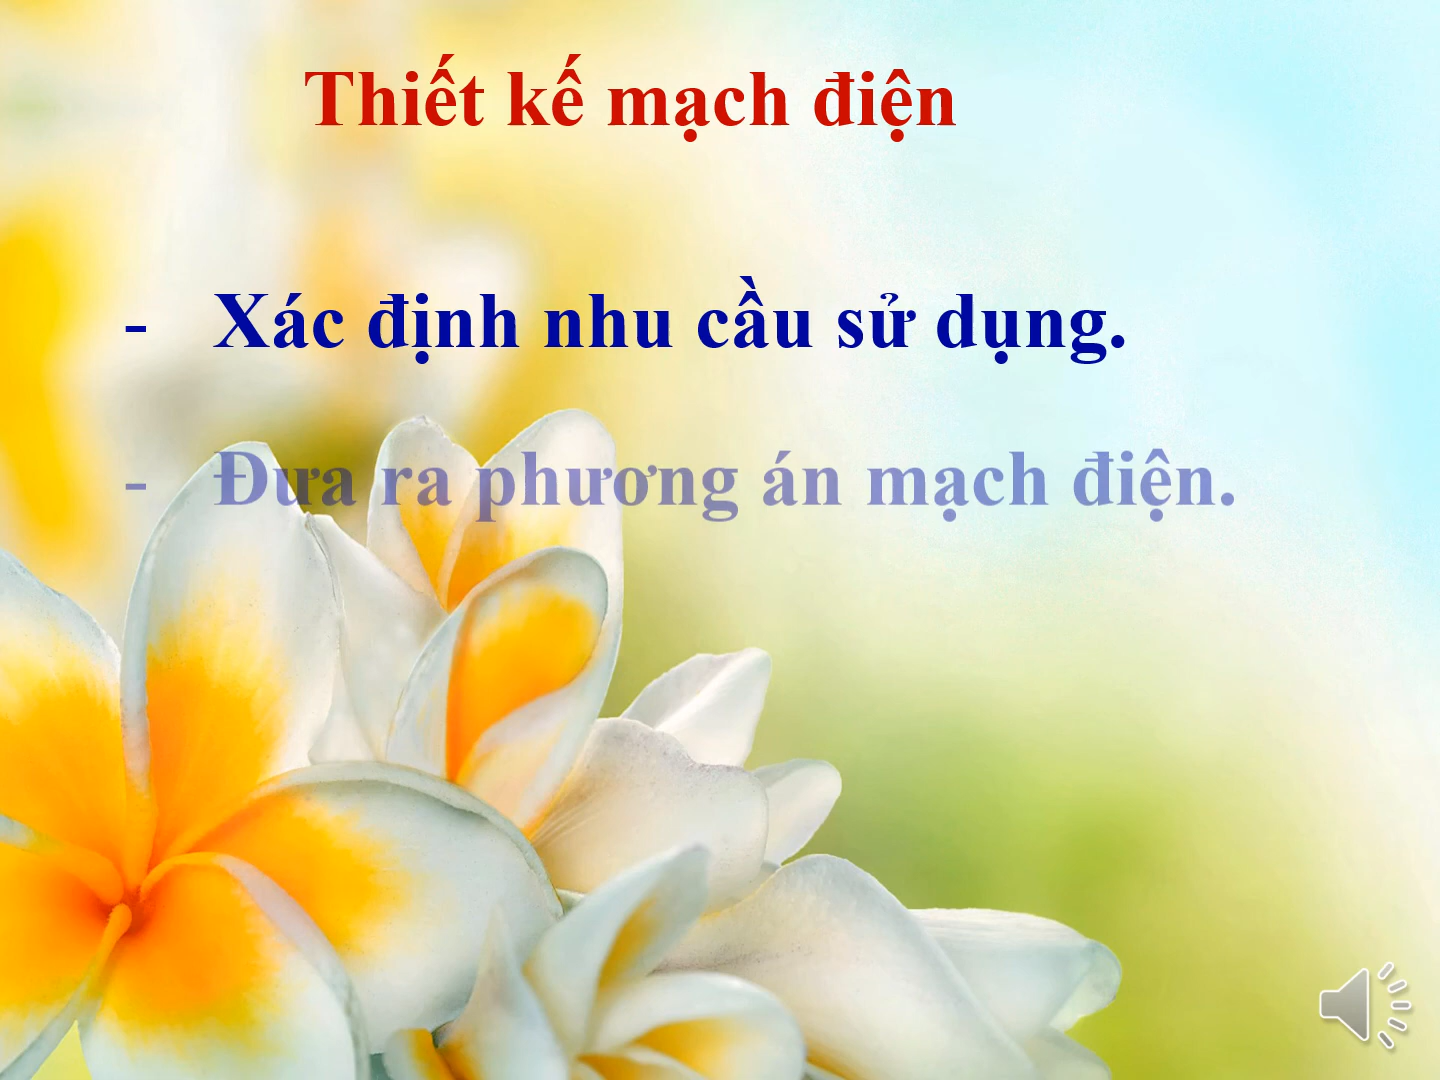 Thiết kế mạch điện
- Xác định nhu cầu sử dụng.
- Đưa ra phương án mạch điện.